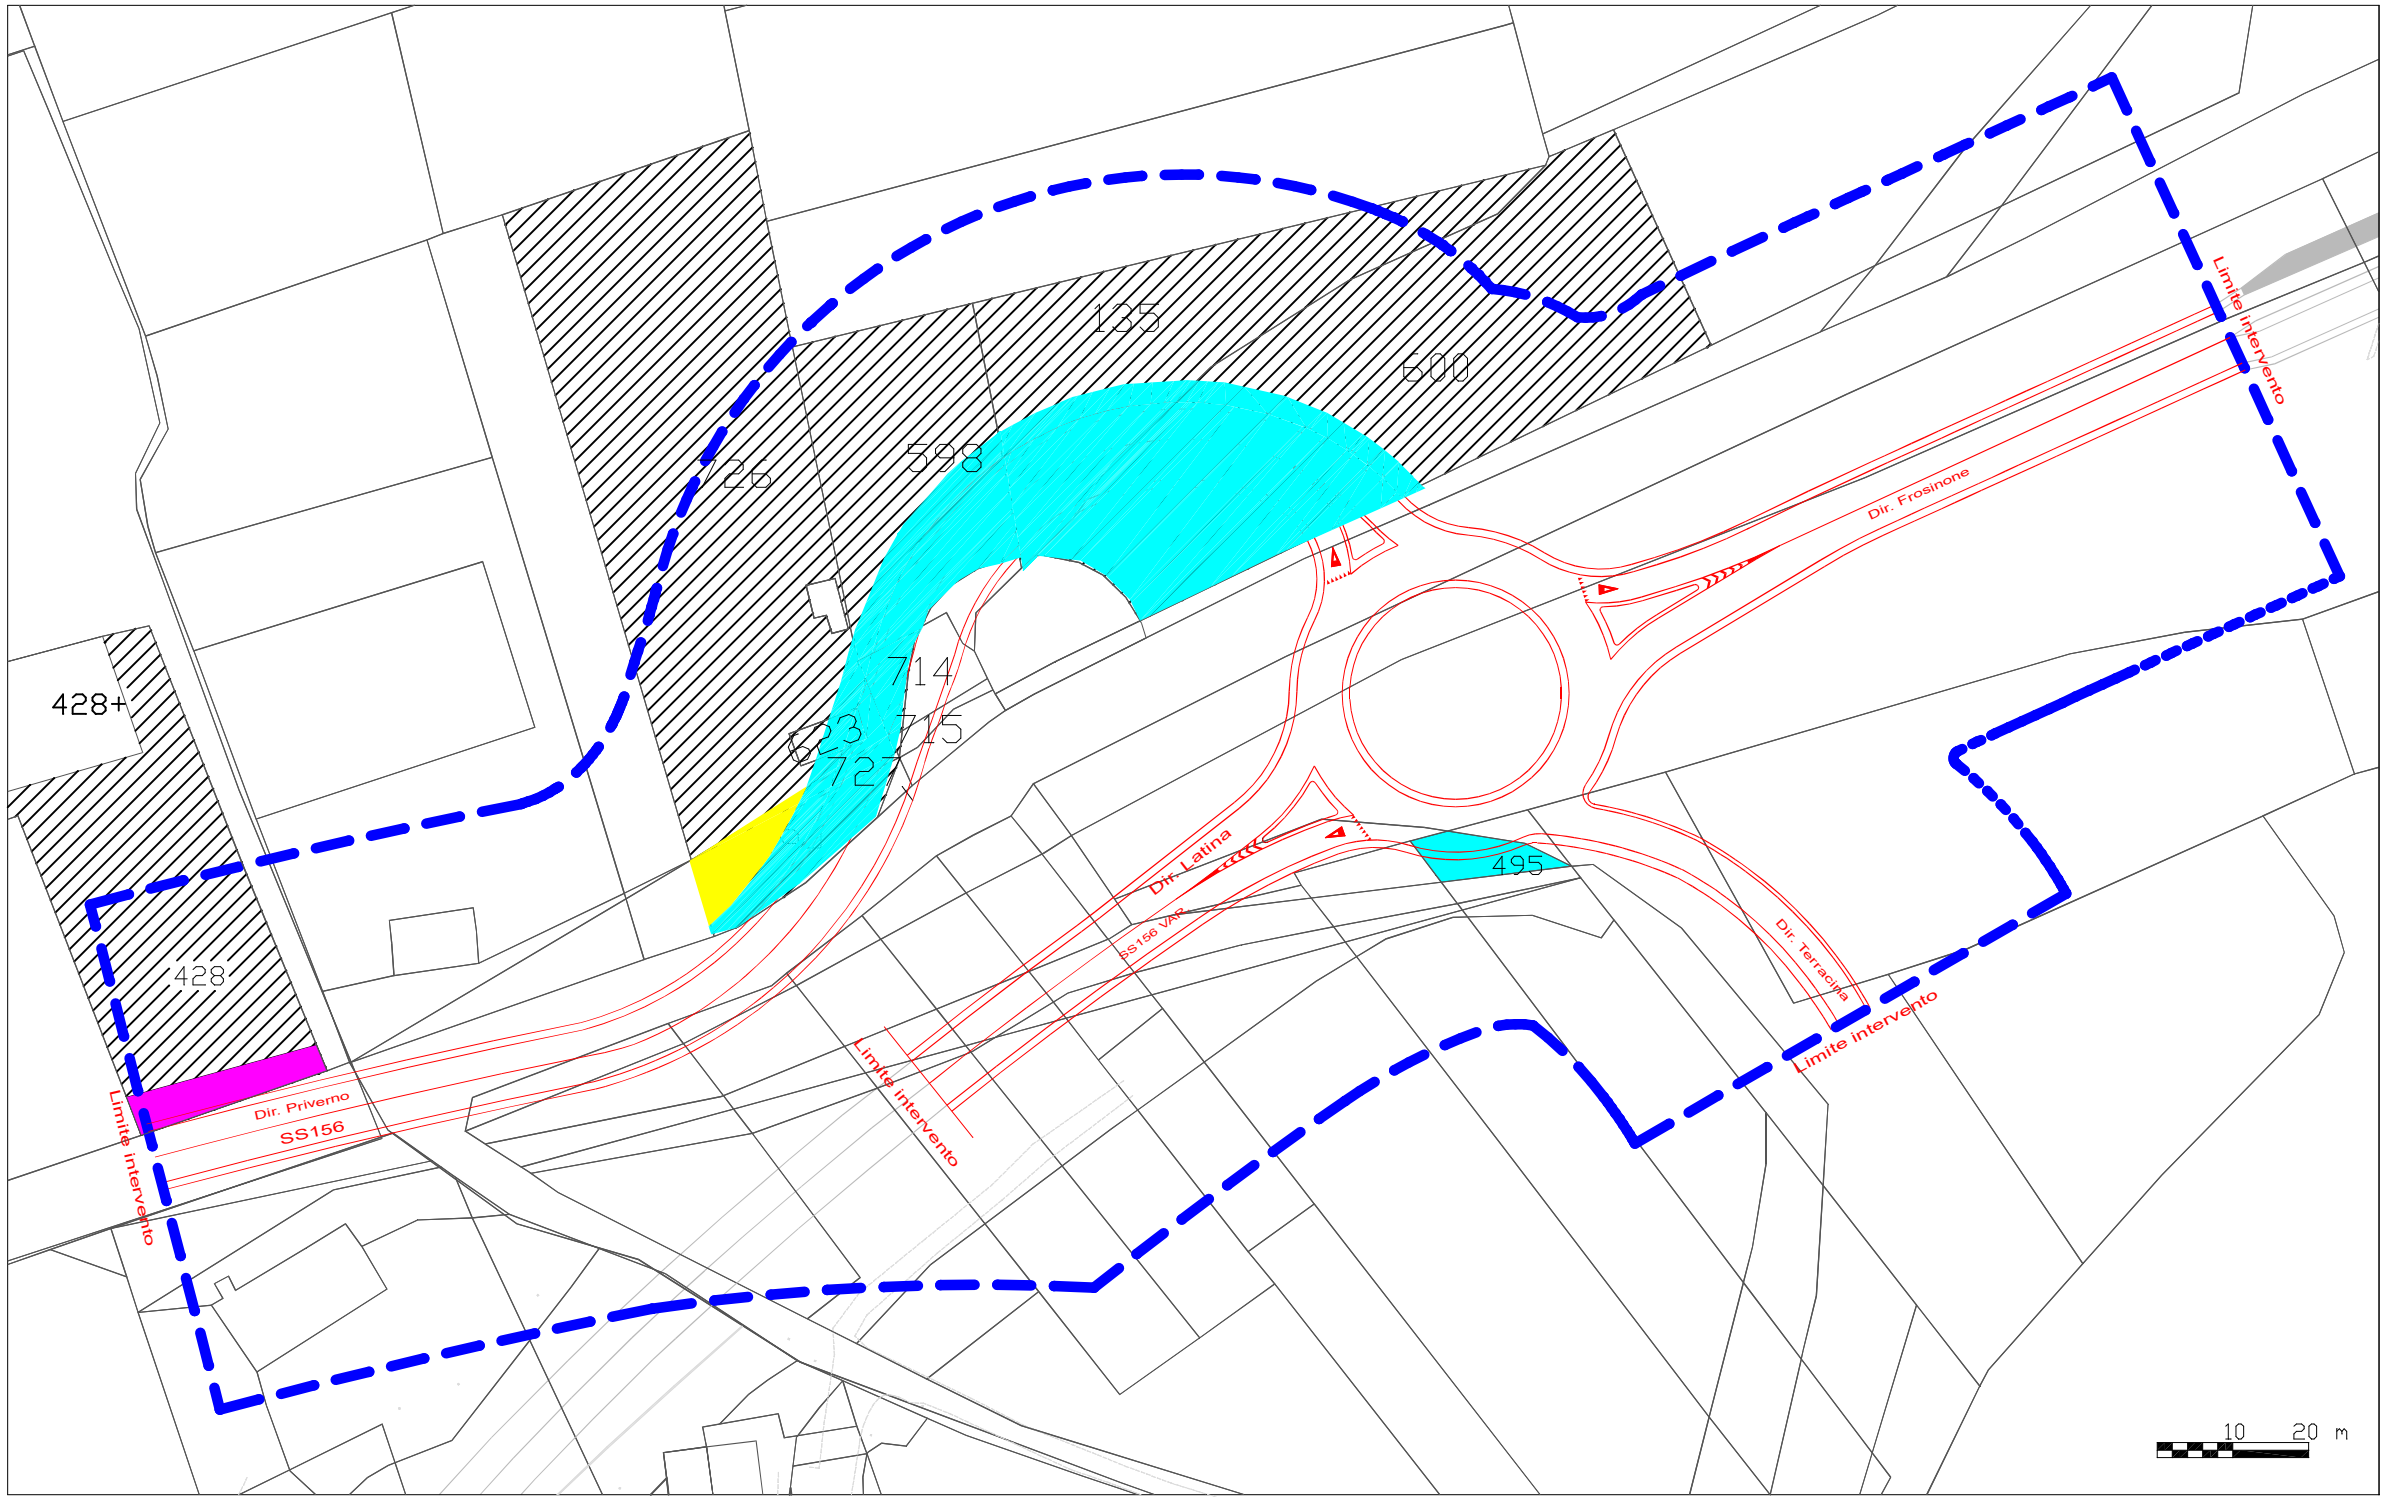 Limite intervento
135
600
598
726
Dir. Frosinone
714
428+
623
715
727
Dir. Latina
495
SS156 VAR
Dir. Terracina
428
Limite intervento
Limite intervento
Dir. Priverno
SS156
Limite intervento
10 20 m